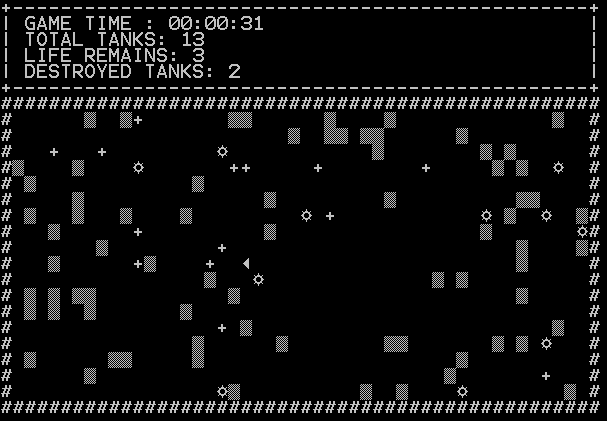 GAME TIME : 00:00:31
TOTAL TANKS: 13
LIFE REMAINS: 3
DESTROYED TANKS: 2